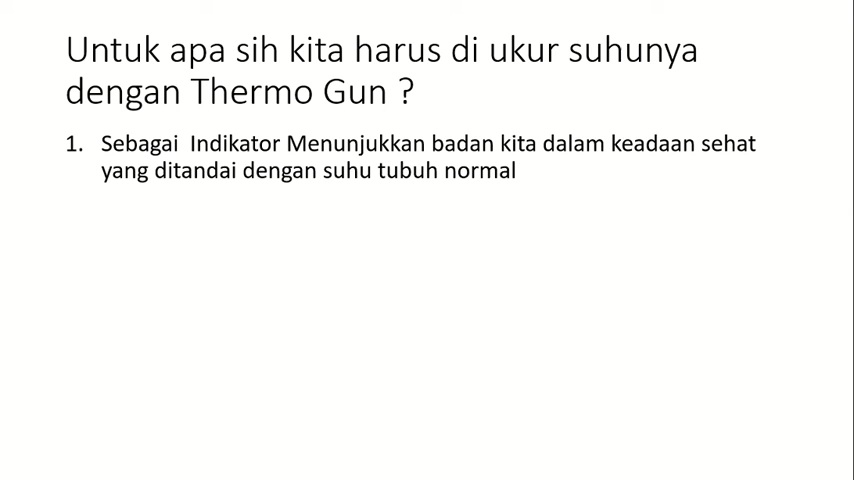 Untuk apa sih kita harus di ukur suhunya
dengan Thermo Gun ?
1. Sebagai  Indikator Menunjukkan badan kita dalam keadaan sehat
yang ditandai dengan suhu tubuh normal